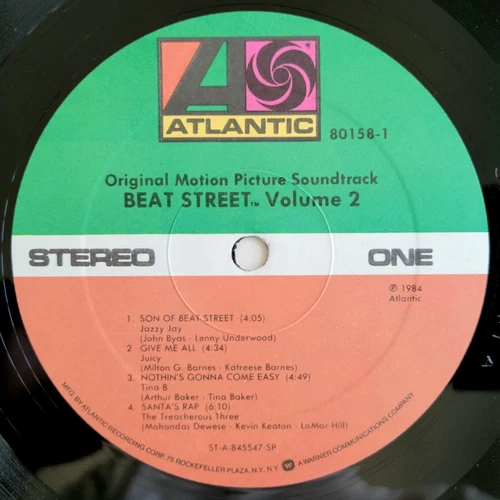 ATLANTIC
80158-1
Original Motion Picture Soundtrack
BEAT STREET™ Volume 2
STEREO ONE
℗ 1984
Atlantic
1. SON OF BEAT STREET (4:05)
Jazzy Jay
(John Byas - Lenny Underwood)
2. GIVE ME ALL (4:34)
Juicy
(Milton G. Barnes - Katreese Barnes)
3. NOTHIN'S GONNA COME EASY (4:49)
Tina B
(Arthur Baker - Tina Baker)
4. SANTA'S RAP (6:10)
The Treacherous Three
(Mohandas Dewese - Kevin Keaton - LaMar Hill)
ST-A-845547-SP
MFG. BY ATLANTIC RECORDING CORP., 75 ROCKEFELLER PLAZA, N.Y. N.Y. W A WARNER COMMUNICATIONS COMPANY